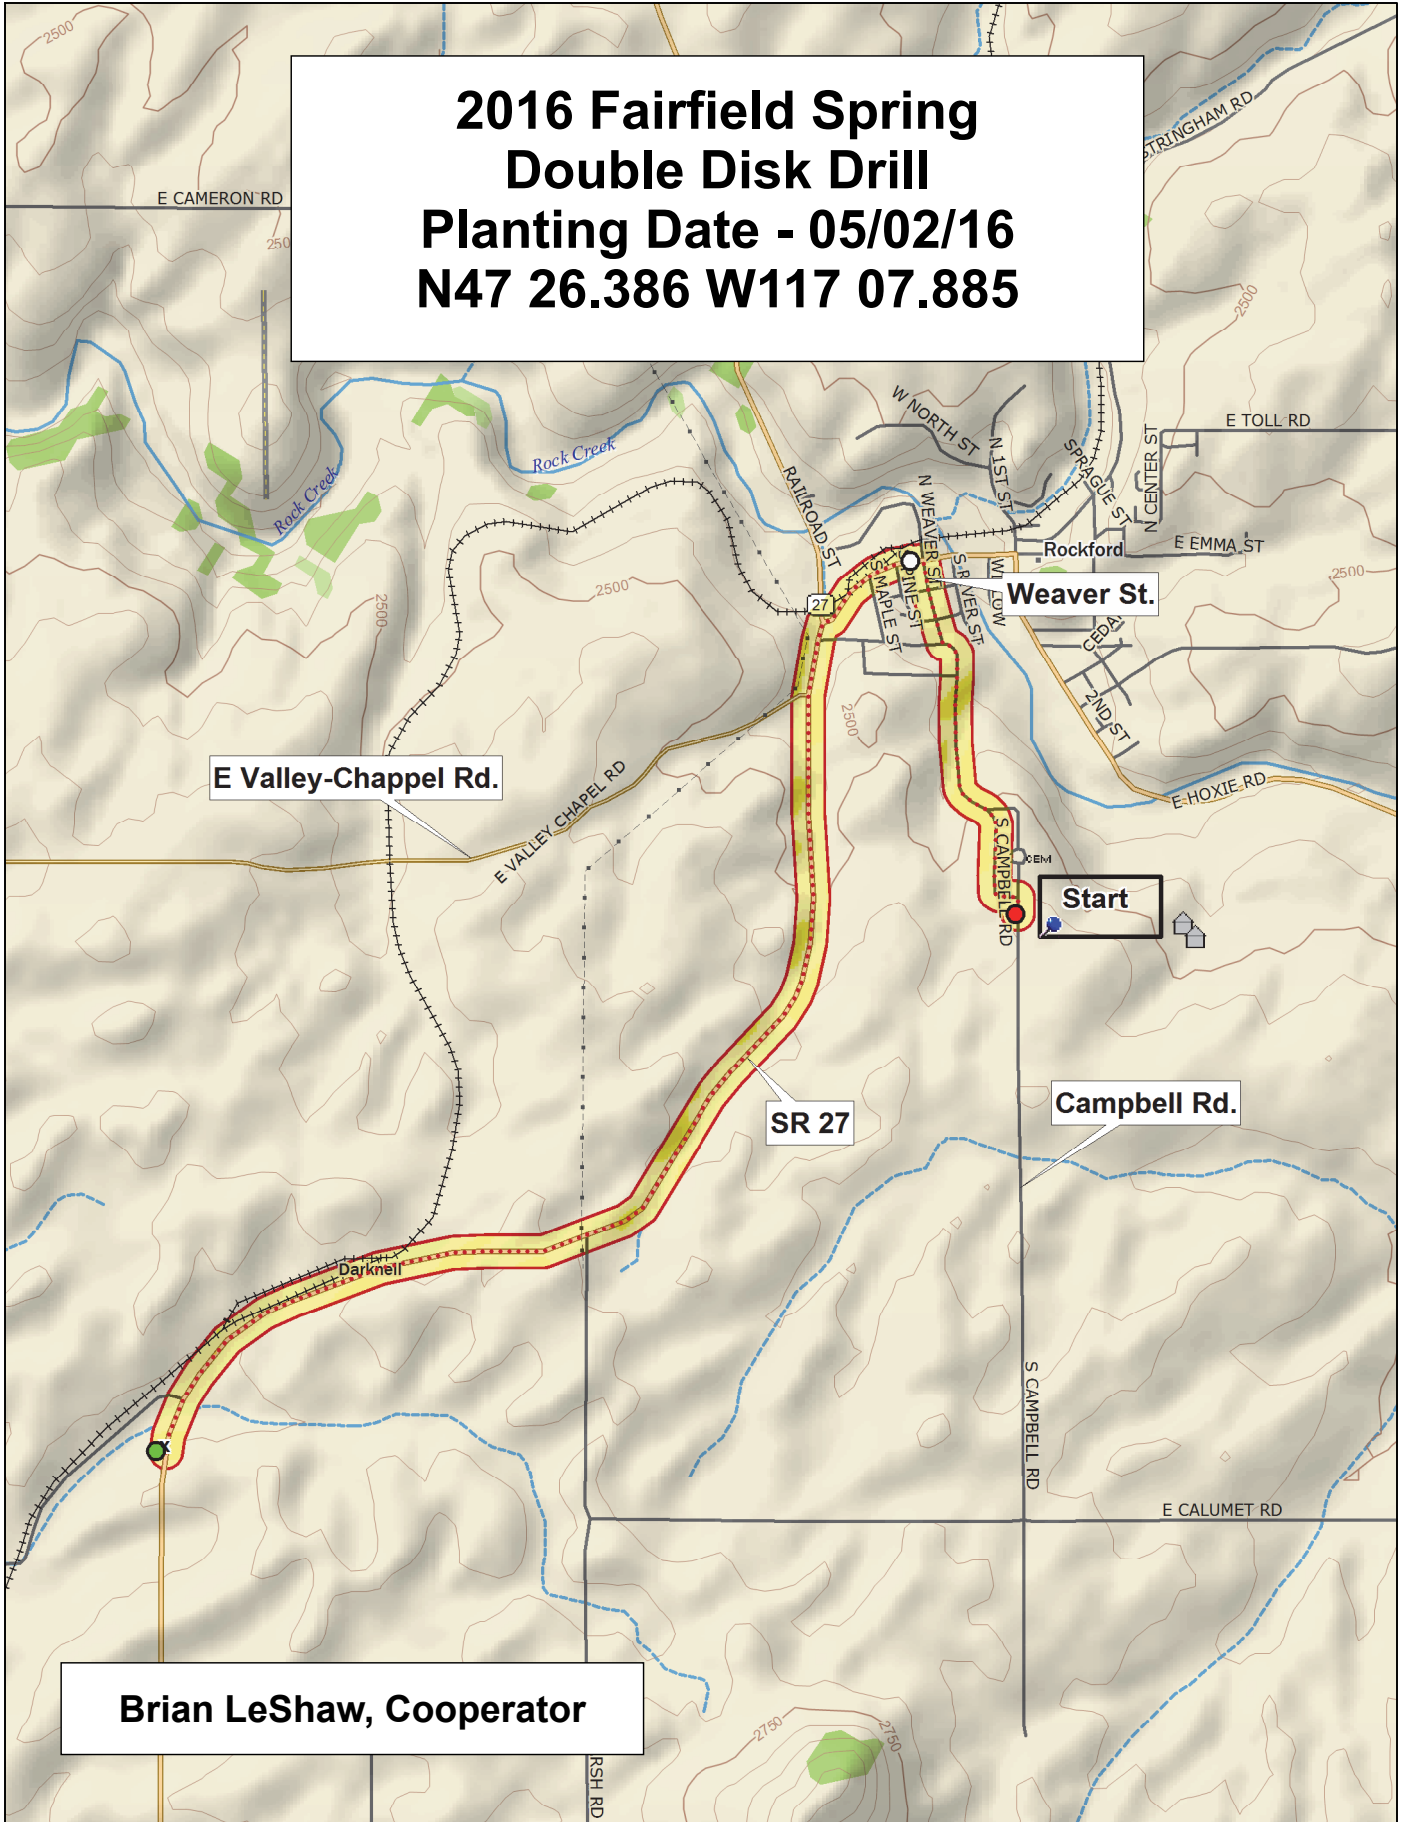 2500
2016 Fairfield Spring
Double Disk Drill
Planting Date - 05/02/16
N47 26.386 W117 07.885
STRINGHAM RD
E CAMERON RD
250
2500
W NORTH ST
E TOLL RD
N 1ST ST
SPRAGUE ST
N CENTER ST
Rock Creek
Rock Creek
RAILROAD ST
N WEAVER ST
Rockford
E EMMA ST
2500
2500
2500
27
S MAPLE ST
PINE ST
S RIVER ST
Weaver St.
CEDA
2ND ST
2500
E Valley-Chappel Rd.
E VALLEY CHAPEL RD
E HOXIE RD
S CAMPBELL RD
CEM
Start
SR 27
Campbell Rd.
Darknell
x
S CAMPBELL RD
E CALUMET RD
Brian LeShaw, Cooperator
2750
2750
RSH RD